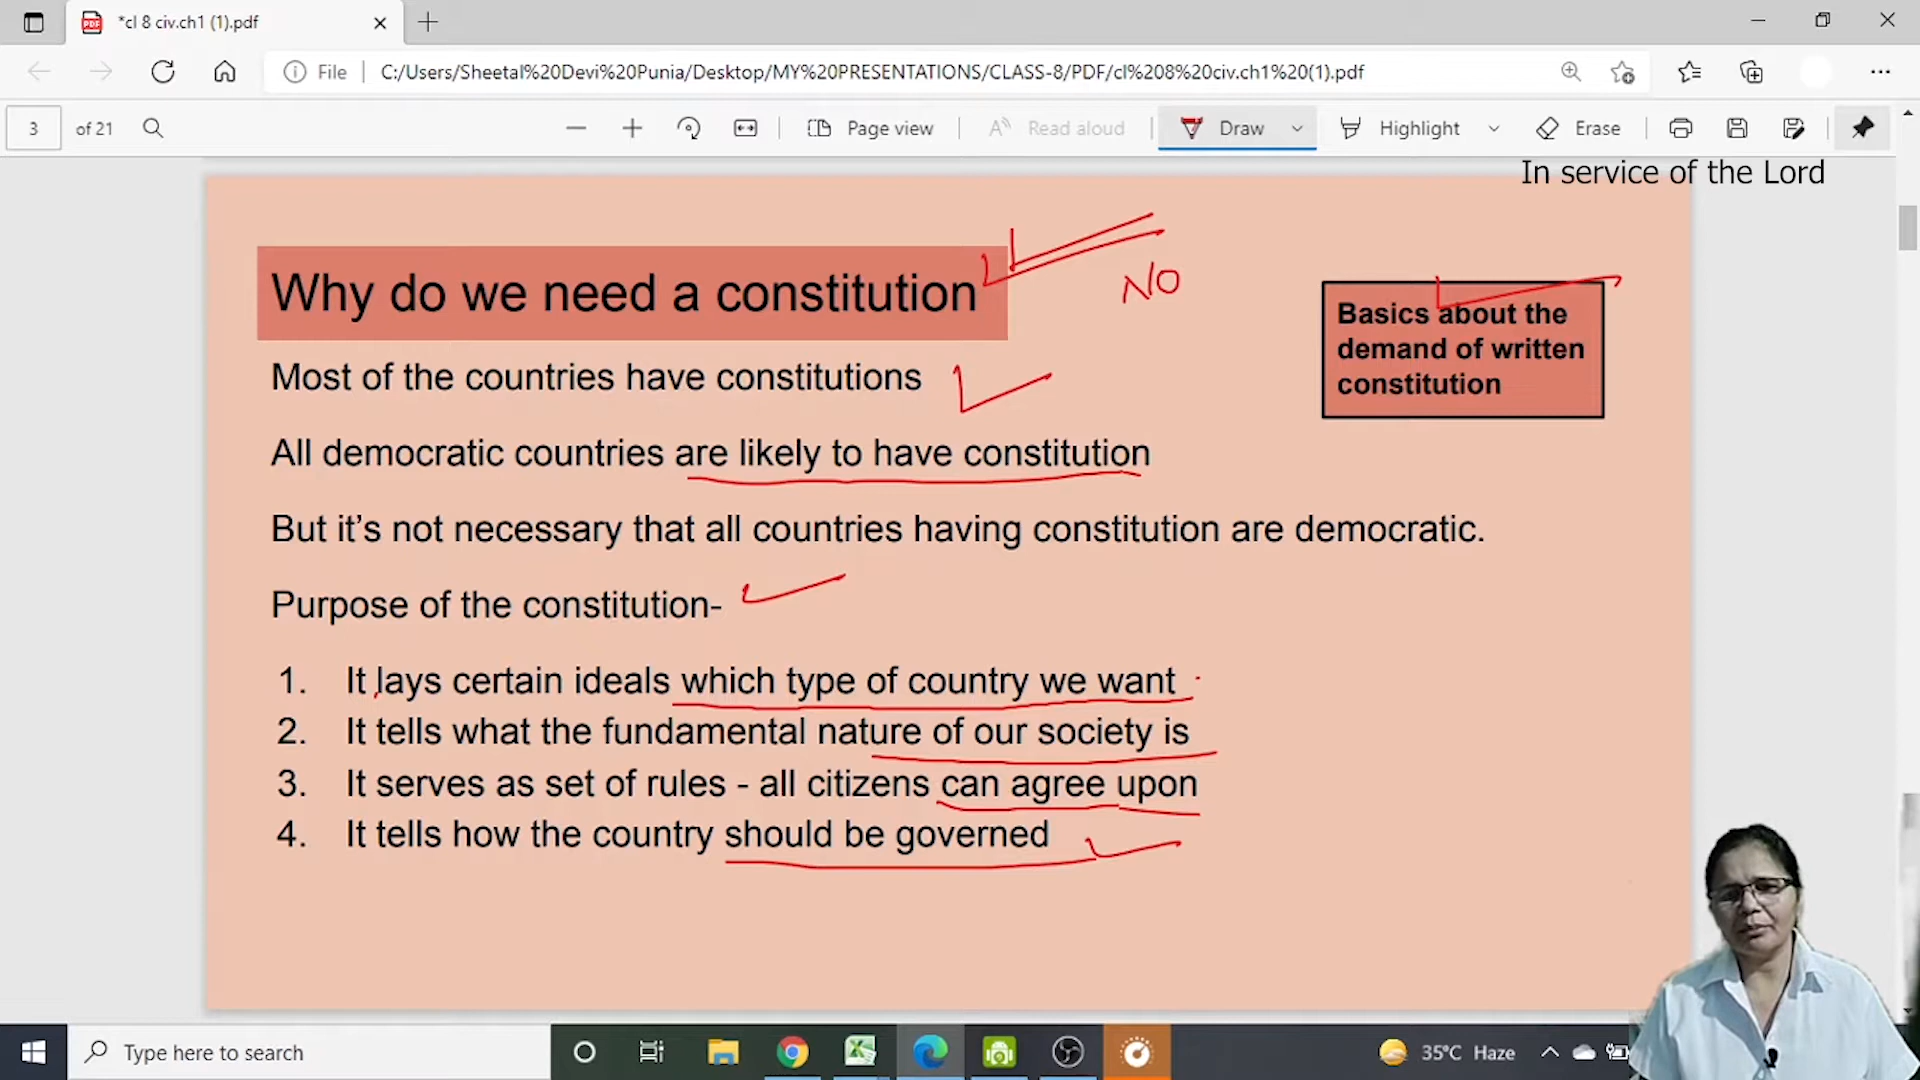 *cl 8 civ.ch1 (1).pdf
File
C:/Users/Sheetal%20Devi%20Punia/Desktop/MY%20PRESENTATIONS/CLASS-8/PDF/cl%208%20civ.ch1%20(1).pdf
3 of 21
Page view
Read aloud
Draw
Highlight
Erase
In service of the Lord
Why do we need a constitution
NO
Basics about the
demand of written
constitution
Most of the countries have constitutions
All democratic countries are likely to have constitution
But it's not necessary that all countries having constitution are democratic.
Purpose of the constitution-
1. It lays certain ideals which type of country we want
2. It tells what the fundamental nature of our society is
3. It serves as set of rules - all citizens can agree upon
4. It tells how the country should be governed
Type here to search
35°C Haze